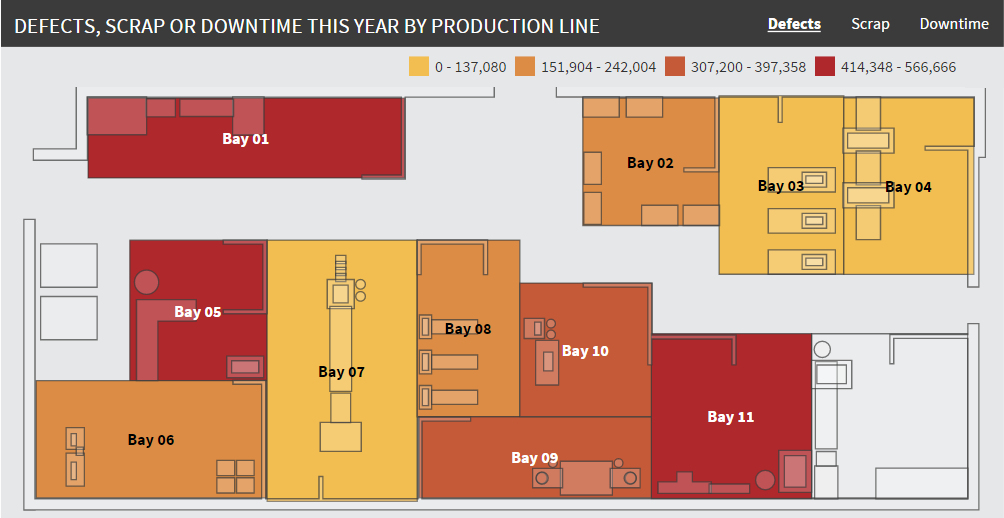 DEFECTS, SCRAP OR DOWNTIME THIS YEAR BY PRODUCTION LINE
Defects Scrap Downtime
0 - 137,080 151,904 - 242,004 307,200 - 397,358 414,348 - 566,666
Bay 01
Bay 02
Bay 03
Bay 04
Bay 05
Bay 08
Bay 10
Bay 07
Bay 11
Bay 06
Bay 09